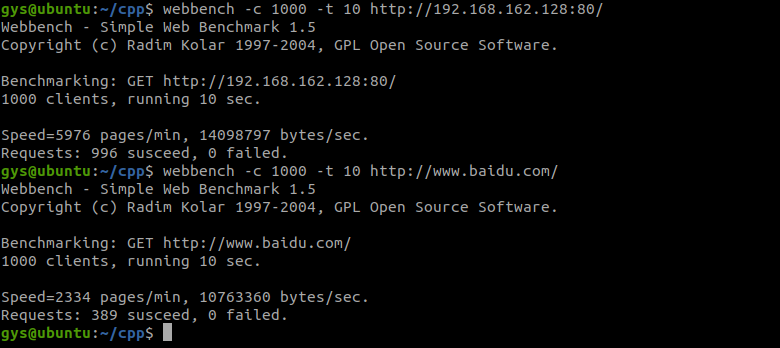 gys@ubuntu:~/cpp$ webbench -c 1000 -t 10 http://192.168.162.128:80/
Webbench - Simple Web Benchmark 1.5
Copyright (c) Radim Kolar 1997-2004, GPL Open Source Software.
Benchmarking: GET http://192.168.162.128:80/
1000 clients, running 10 sec.
Speed=5976 pages/min, 14098797 bytes/sec.
Requests: 996 susceed, 0 failed.
gys@ubuntu:~/cpp$ webbench -c 1000 -t 10 http://www.baidu.com/
Webbench - Simple Web Benchmark 1.5
Copyright (c) Radim Kolar 1997-2004, GPL Open Source Software.
Benchmarking: GET http://www.baidu.com/
1000 clients, running 10 sec.
Speed=2334 pages/min, 10763360 bytes/sec.
Requests: 389 susceed, 0 failed.
gys@ubuntu:~/cpp$